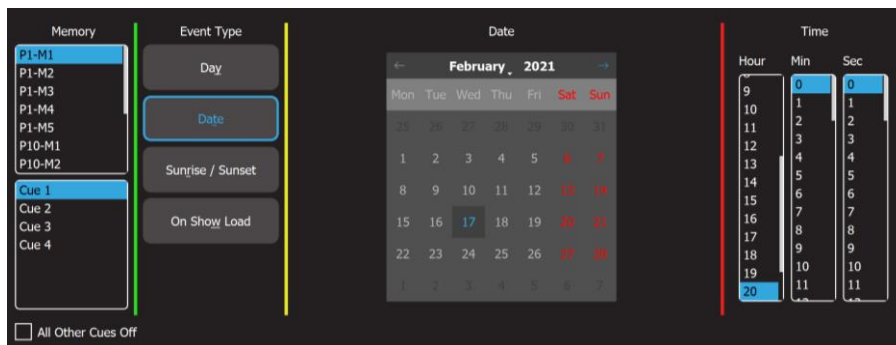 Memory
P1-M1
P1-M2
P1-M3
P1-M4
P1-M5
P10-M1
P10-M2
Cue 1
Cue 2
Cue 3
Cue 4
All Other Cues Off
Event Type
Day
Date
Sunrise / Sunset
On Show Load
Date
← February 2021 →
Mon Tue Wed Thu Fri Sat Sun
25 26 27 28 29 30 31
1 2 3 4 5 6 7
8 9 10 11 12 13 14
15 16 17 18 19 20 21
22 23 24 25 26 27 28
1 2 3 4 5 6 7
Time
Hour
9
10
11
12
13
14
15
16
17
18
19
20
Min
0
1
2
3
4
5
6
7
8
9
10
11
Sec
0
1
2
3
4
5
6
7
8
9
10
11